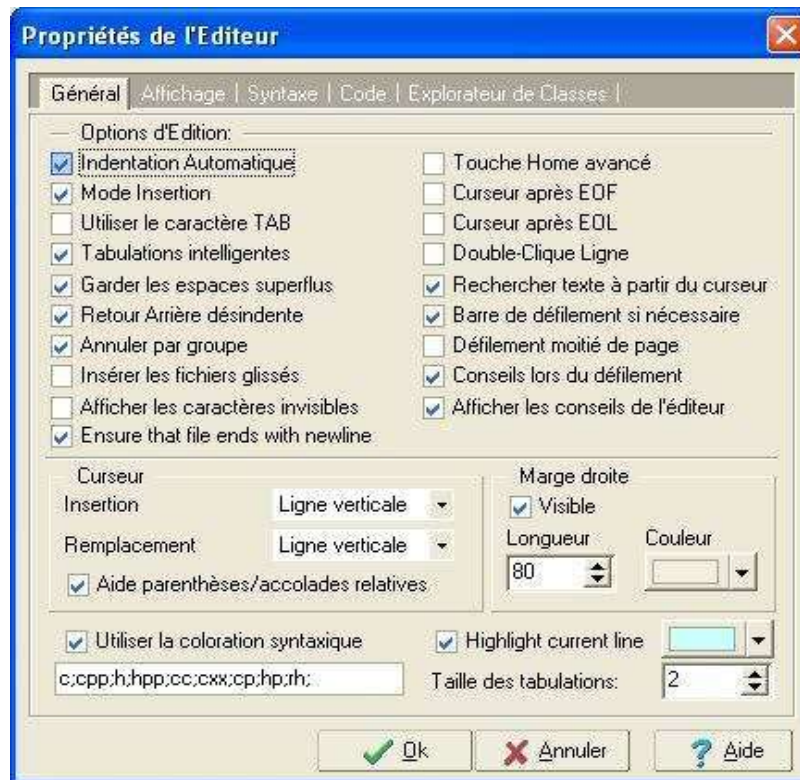 Propriétés de l'Editeur
Général | Affichage | Syntaxe | Code | Explorateur de Classes |
Options d'Edition:
Indentation Automatique
Touche Home avancé
Mode Insertion
Curseur après EOF
Utiliser le caractère TAB
Curseur après EOL
Tabulations intelligentes
Double-Clique Ligne
Garder les espaces superflus
Rechercher texte à partir du curseur
Retour Arrière désindente
Barre de défilement si nécessaire
Annuler par groupe
Défilement moitié de page
Insérer les fichiers glissés
Conseils lors du défilement
Afficher les caractères invisibles
Afficher les conseils de l'éditeur
Ensure that file ends with newline
Curseur
Marge droite
Insertion Ligne verticale
Visible
Remplacement Ligne verticale
Longueur Couleur
80
Aide parenthèses/accolades relatives
Utiliser la coloration syntaxique
Highlight current line
c;cpp;h;hpp;cc;cxx;cp;hp;rh;
Taille des tabulations: 2
Ok Annuler Aide